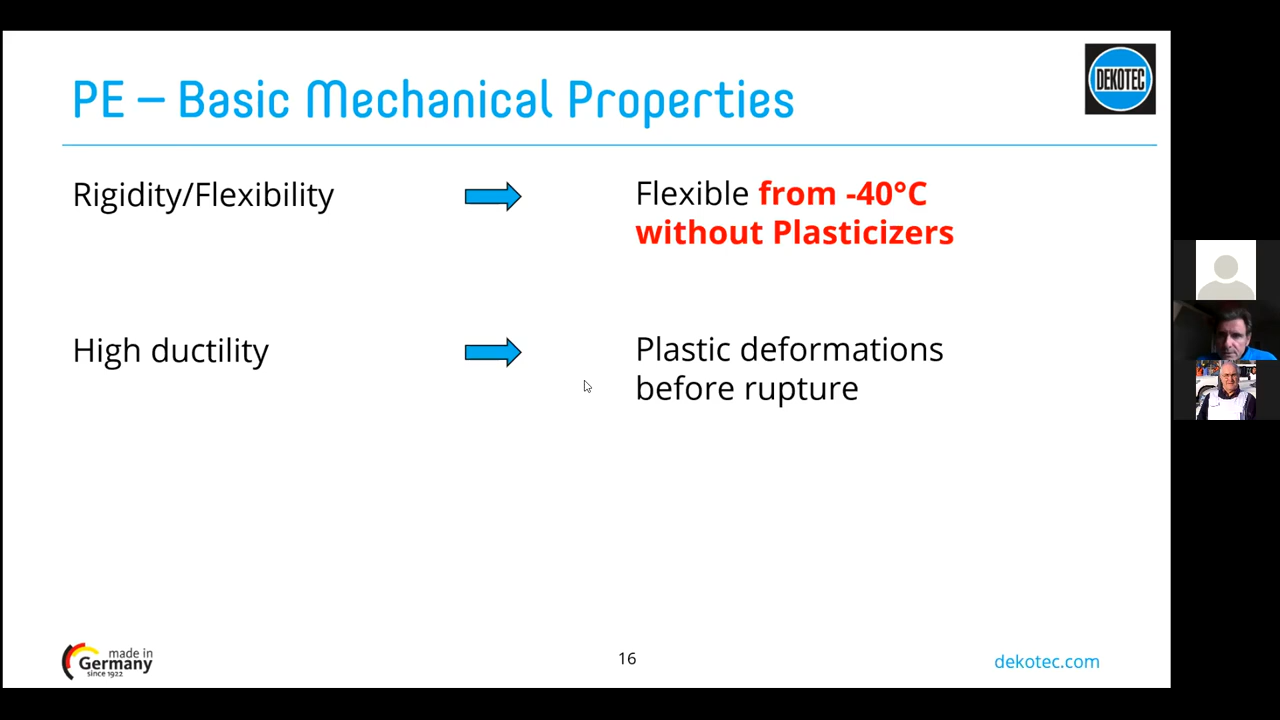 PE – Basic Mechanical Properties
DEKOTEC
Rigidity/Flexibility
Flexible from -40°C
without Plasticizers
High ductility
Plastic deformations
before rupture
made in
Germany
since 1922
16
dekotec.com